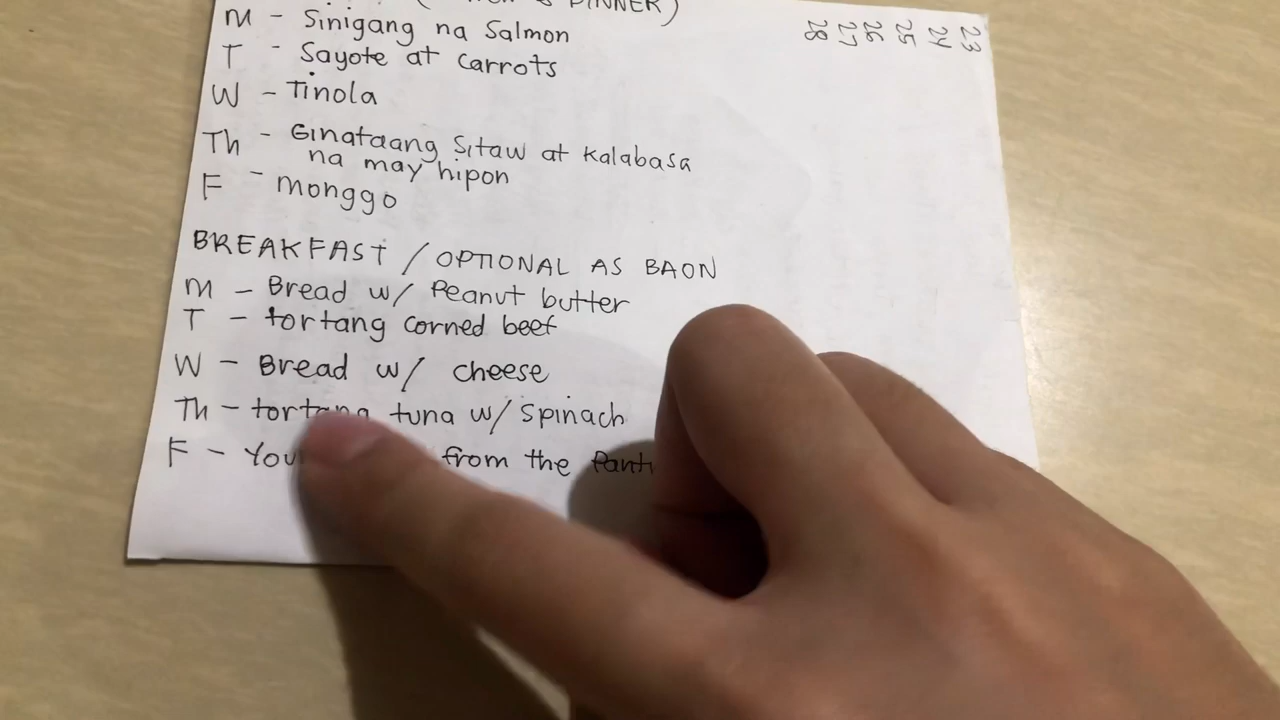 DINNER)
M - Sinigang na Salmon
T - Sayote at carrots
W - Tinola
Th - Ginataang Sitaw at Kalabasa
na may hipon
F - monggo
BREAKFAST / OPTIONAL AS BAON
M - Bread w/ Peanut butter
T - tortang corned beef
W - Bread w/ cheese
Th - tortang tuna w/ Spinach
F - from the
23
24
25
26
27
28